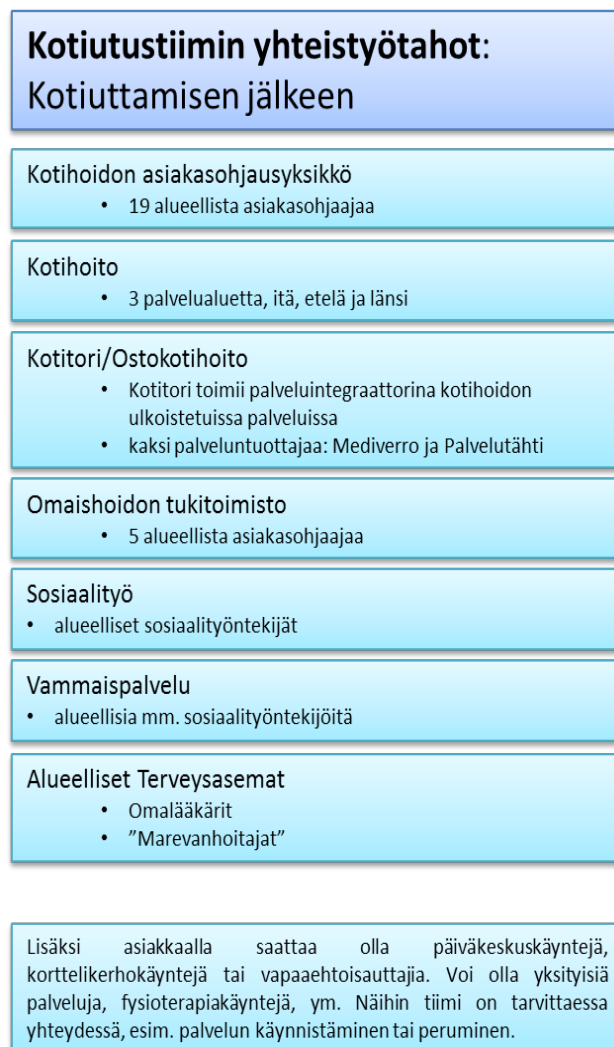 Kotiutustiimin yhteistyötahot:
Kotiuttamisen jälkeen
Kotihoidon asiakasohjausyksikkö
• 19 alueellista asiakasohjaajaa
Kotihoito
• 3 palvelualuetta, itä, etelä ja länsi
Kotitori/Ostokotihoito
• Kotitori toimii palveluintegraattorina kotihoidon
ulkoistetuissa palveluissa
• kaksi palveluntuottajaa: Mediverro ja Palvelutähti
Omaishoidon tukitoimisto
• 5 alueellista asiakasohjaajaa
Sosiaalityö
• alueelliset sosiaalityöntekijät
Vammaispalvelu
• alueellisia mm. sosiaalityöntekijöitä
Alueelliset Terveysasemat
• Omalääkärit
• ”Marevanhoitajat”
Lisäksi asiakkaalla saattaa olla päiväkeskuskäyntejä,
korttelikerhokäyntejä tai vapaaehtoisauttajia. Voi olla yksityisiä
palveluja, fysioterapiakäyntejä, ym. Näihin tiimi on tarvittaessa
yhteydessä, esim. palvelun käynnistäminen tai peruminen.